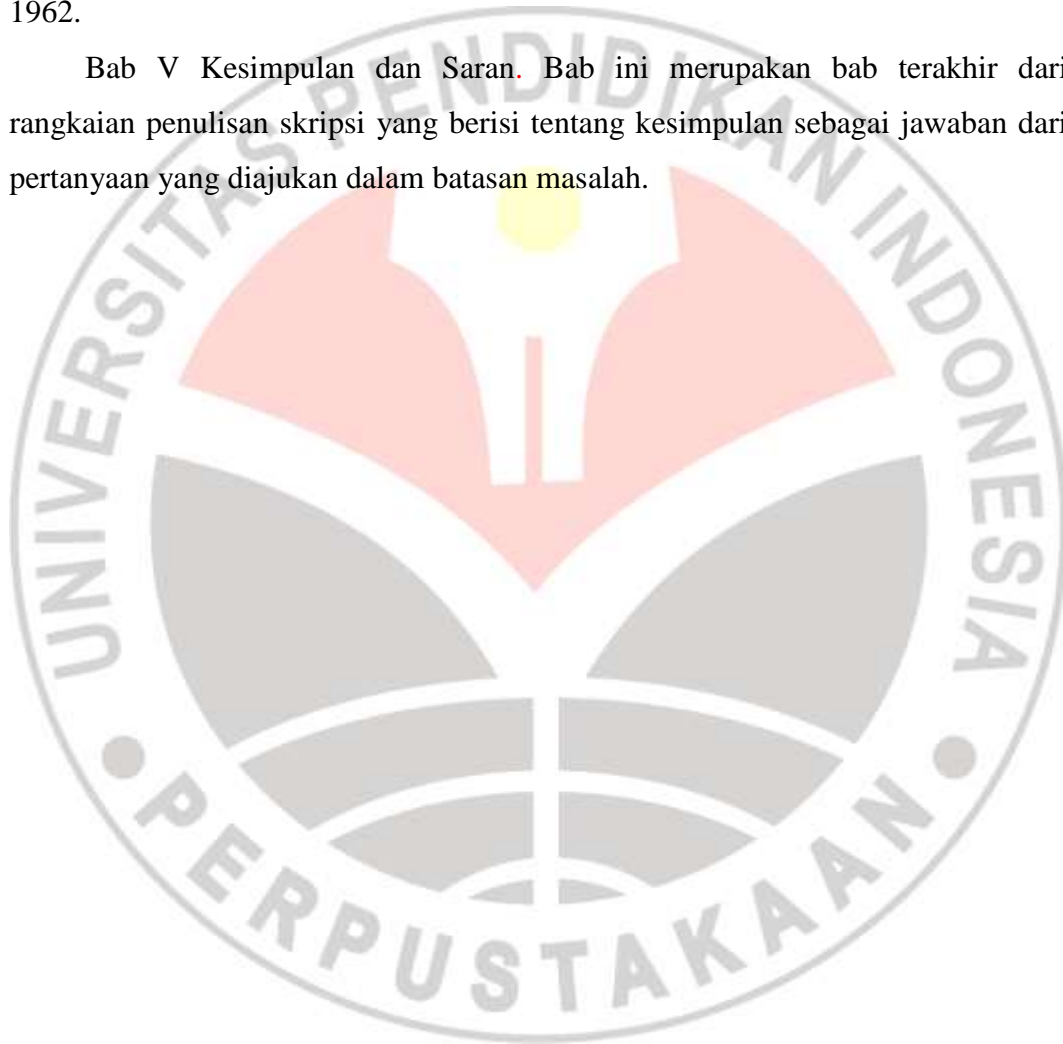 1962.
Bab V Kesimpulan dan Saran. Bab ini merupakan bab terakhir dari
rangkaian penulisan skripsi yang berisi tentang kesimpulan sebagai jawaban dari
pertanyaan yang diajukan dalam batasan masalah.
UNIVERSITAS PENDIDIKAN INDONESIA
PERPUSTAKAAN